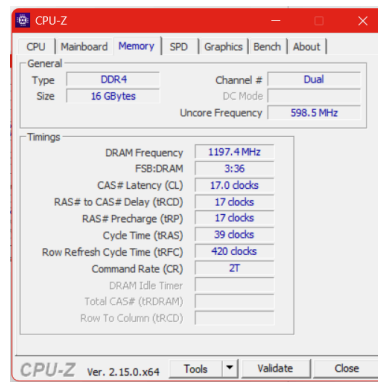 CPU-Z
CPU Mainboard Memory SPD Graphics Bench About
General
Type DDR4 Channel # Dual
Size 16 GBytes DC Mode
Uncore Frequency 598.5 MHz
Timings
DRAM Frequency 1197.4 MHz
FSB:DRAM 3:36
CAS# Latency (CL) 17.0 clocks
RAS# to CAS# Delay (tRCD) 17 clocks
RAS# Precharge (tRP) 17 clocks
Cycle Time (tRAS) 39 clocks
Row Refresh Cycle Time (tRFC) 420 clocks
Command Rate (CR) 2T
DRAM Idle Timer
Total CAS# (tRDRAM)
Row To Column (tRCD)
CPU-Z Ver. 2.15.0.x64 Tools Validate Close